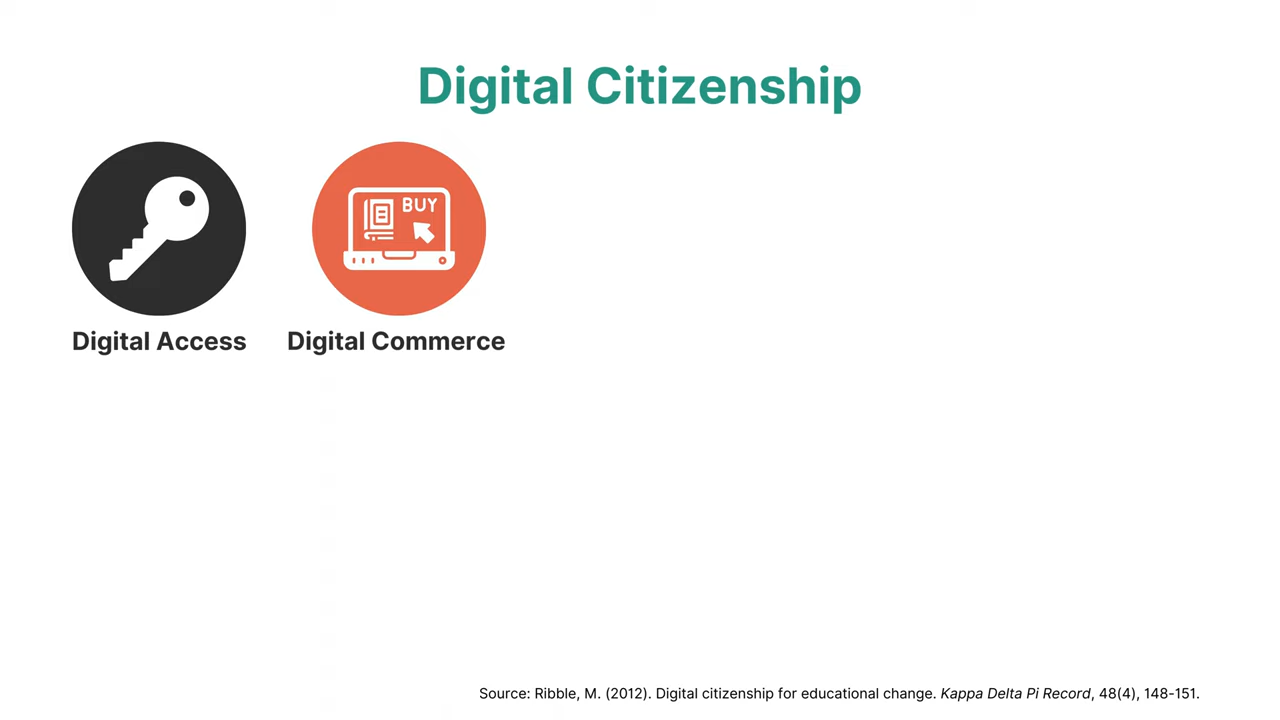 Digital Citizenship
BUY
Digital Access
Digital Commerce
Source: Ribble, M. (2012). Digital citizenship for educational change. Kappa Delta Pi Record, 48(4), 148-151.